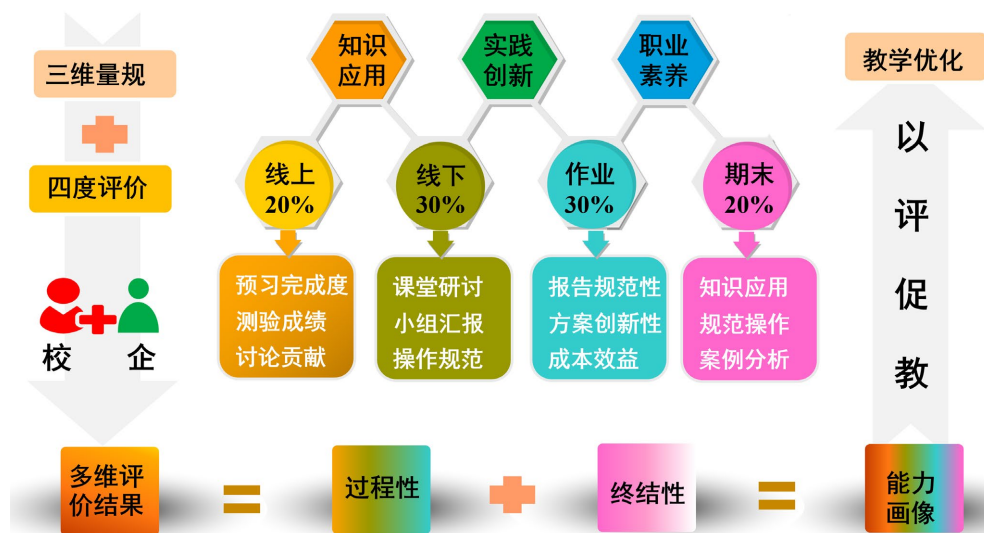 三维量规
四度评价
校 企
知识
应用
实践
创新
职业
素养
线上
20%
线下
30%
作业
30%
期末
20%
预习完成度
测验成绩
讨论贡献
课堂研讨
小组汇报
操作规范
报告规范性
方案创新性
成本效益
知识应用
规范操作
案例分析
教学优化
以
评
促
教
多维评
价结果
=
过程性
+
终结性
=
能力
画像